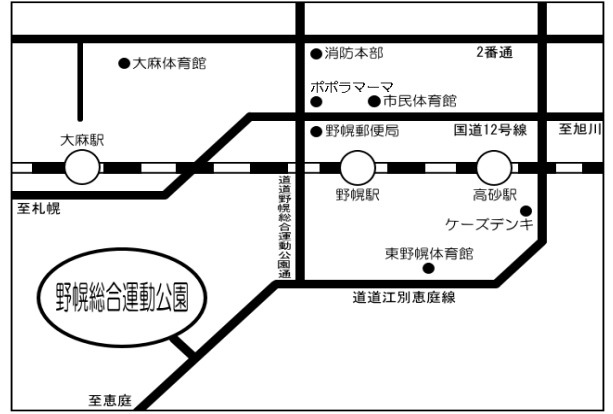 消防本部
2番通
大麻体育館
ポポラマーマ
市民体育館
野幌郵便局
国道12号線
至旭川
大麻駅
野幌駅
高砂駅
至札幌
道道野幌総合運動公園通
ケーズデンキ
東野幌体育館
野幌総合運動公園
道道江別恵庭線
至恵庭